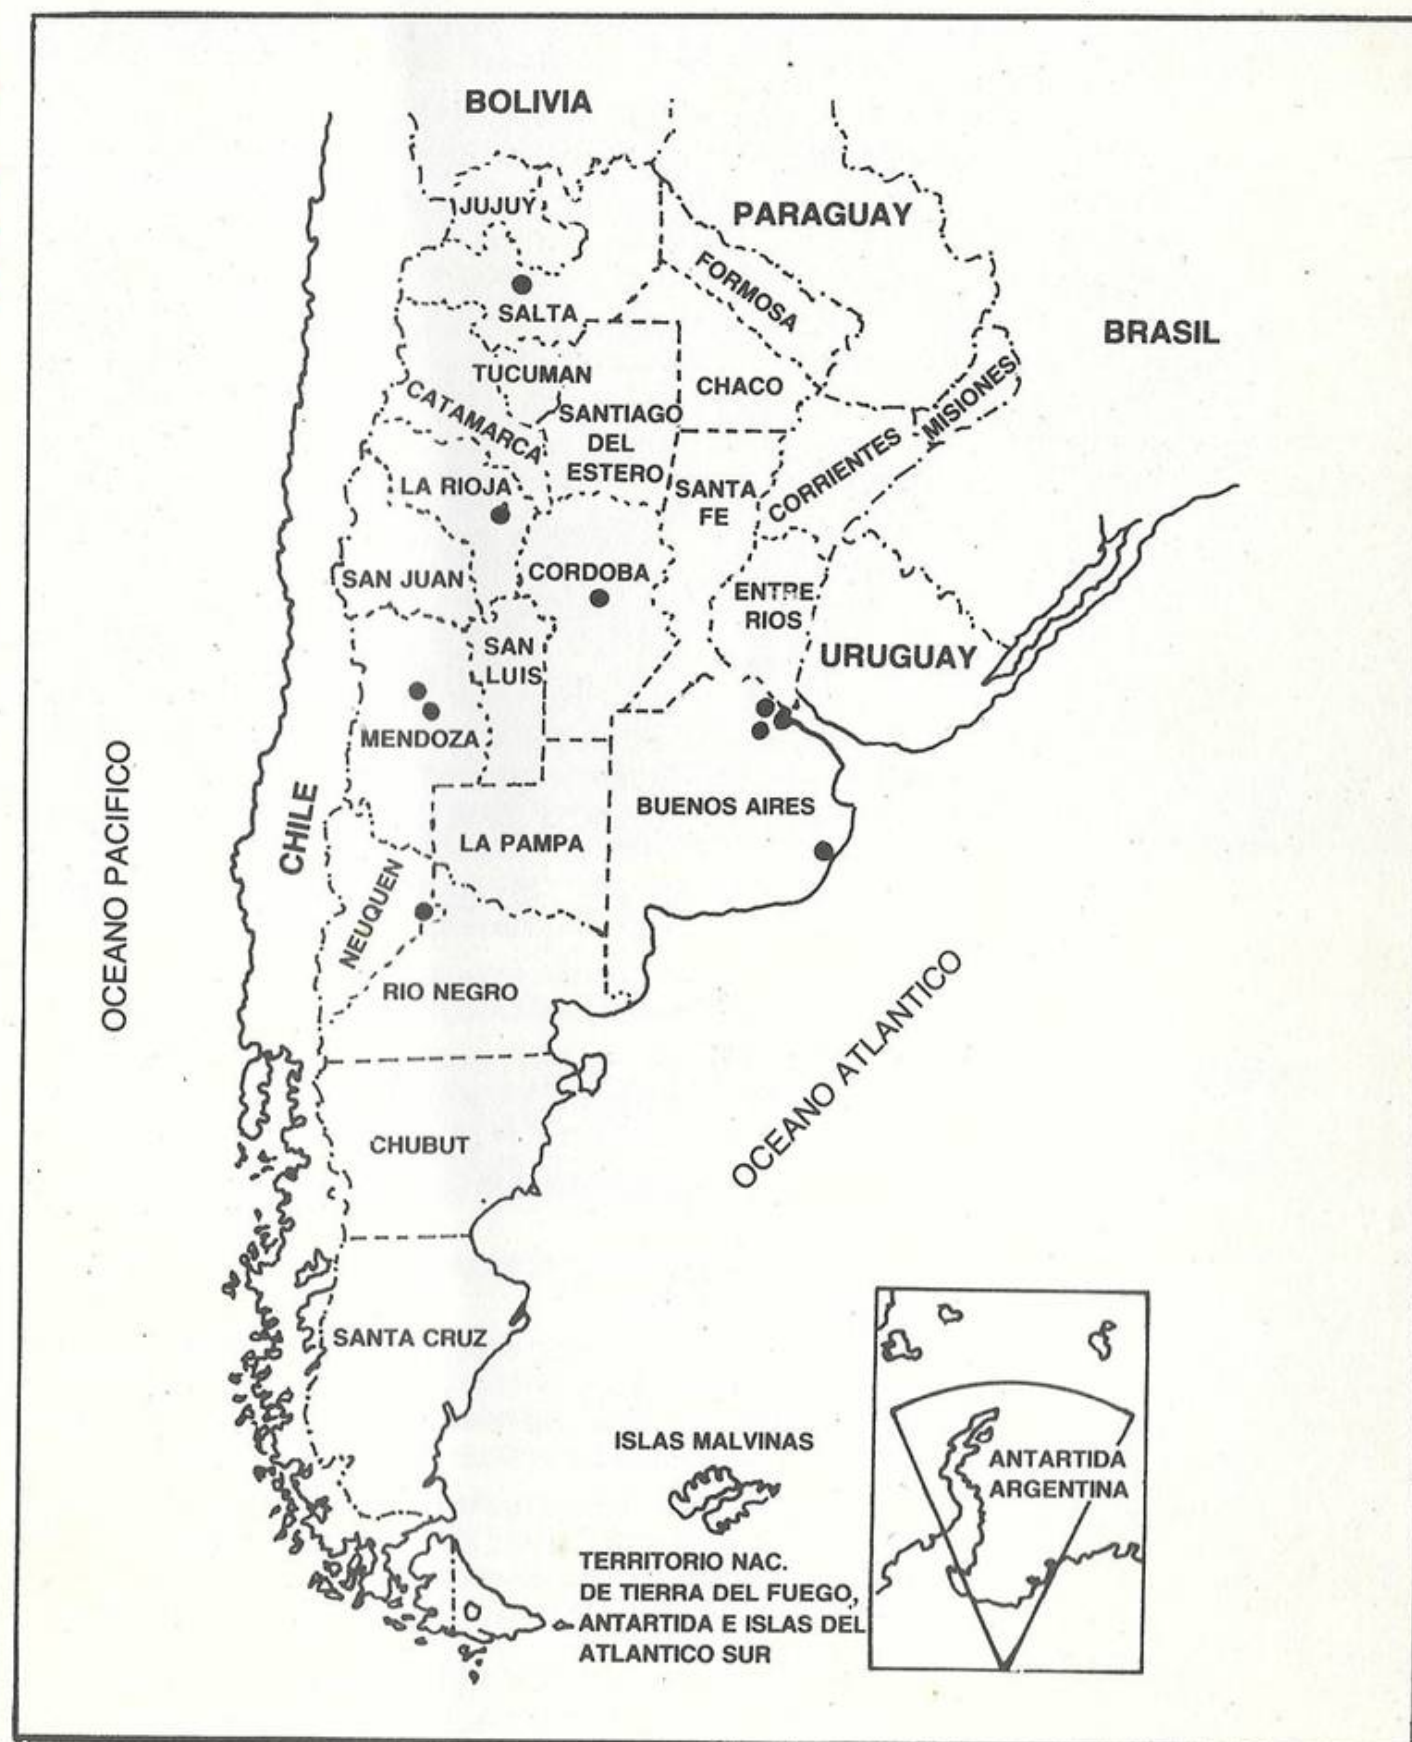 BOLIVIA
JUJUY
PARAGUAY
FORMOSA
SALTA
BRASIL
TUCUMAN
CHACO
MISIONES
CATAMARCA
SANTIAGO
DEL
ESTERO
CORRIENTES
LA RIOJA
SANTA
FE
SAN JUAN
CORDOBA
ENTRE
RIOS
SAN
LUIS
URUGUAY
MENDOZA
BUENOS AIRES
CHILE
LA PAMPA
OCEANO PACIFICO
NEUQUEN
RIO NEGRO
OCEANO ATLANTICO
CHUBUT
SANTA CRUZ
ISLAS MALVINAS
ANTARTIDA
ARGENTINA
TERRITORIO NAC.
DE TIERRA DEL FUEGO,
ANTARTIDA E ISLAS DEL
ATLANTICO SUR